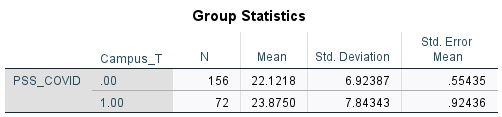 Group Statistics
Campus_T N Mean Std. Deviation Std. Error Mean
PSS_COVID .00 156 22.1218 6.92387 .55435
1.00 72 23.8750 7.84343 .92436